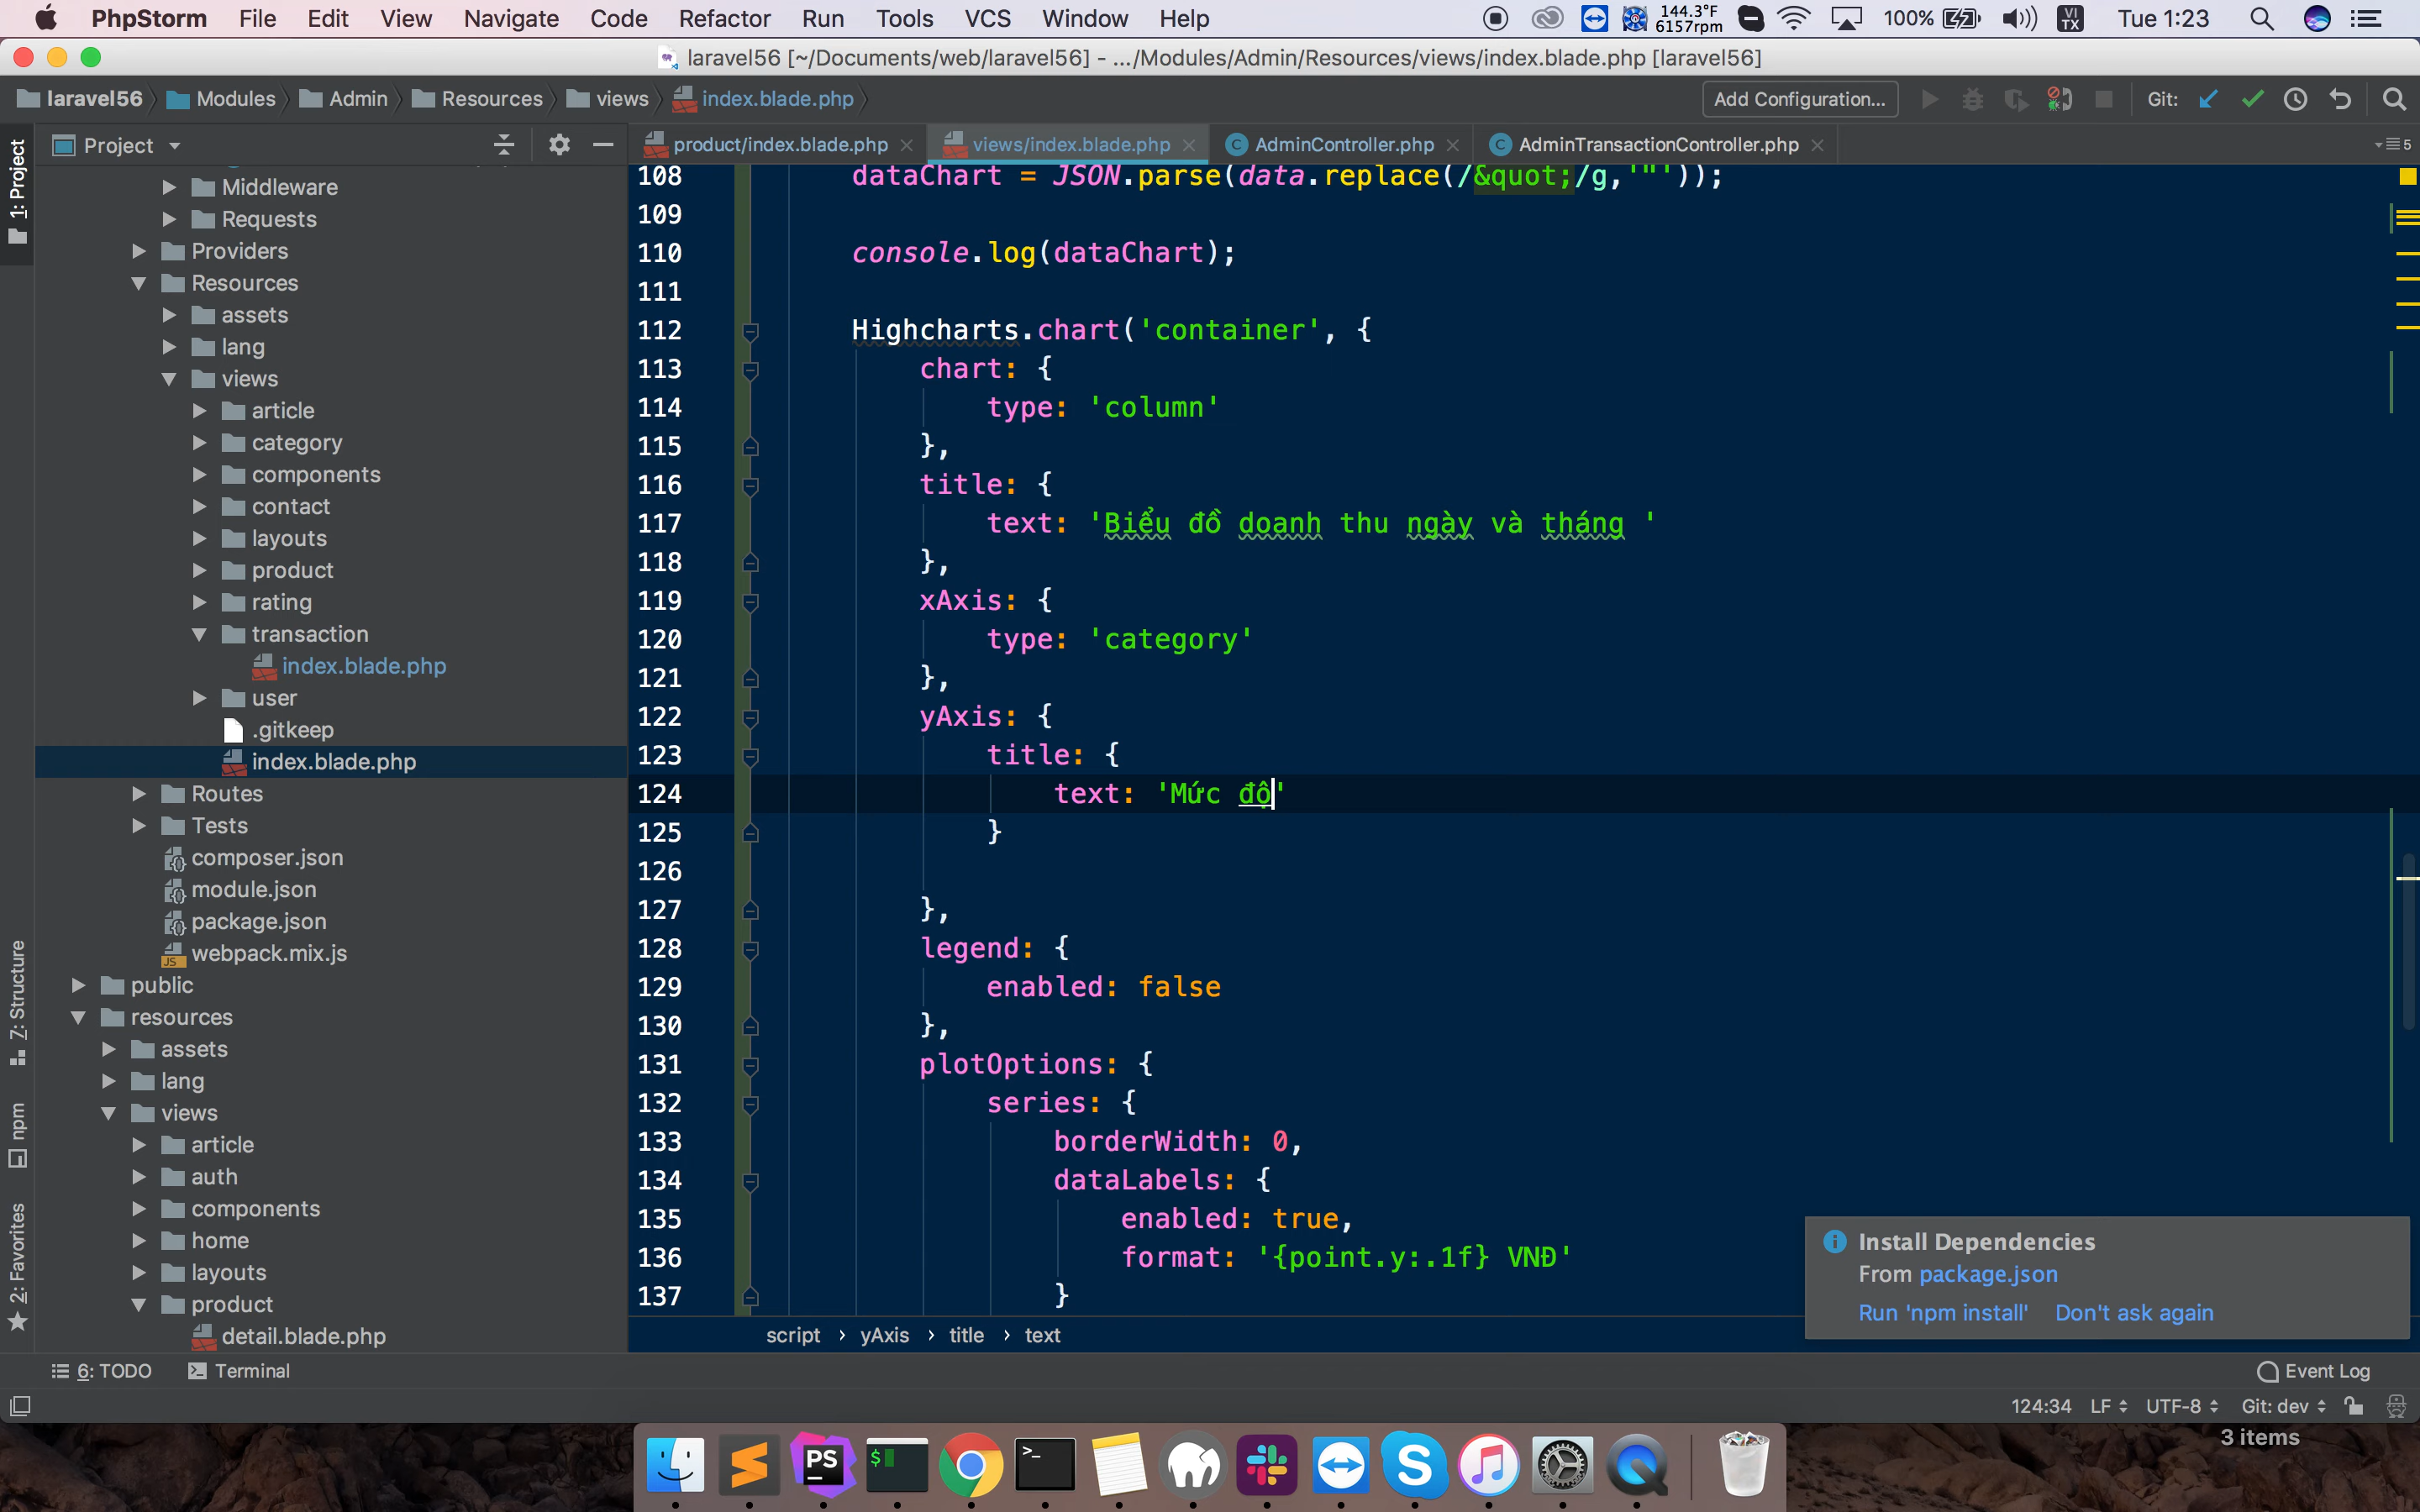 PhpStorm File Edit View Navigate Code Refactor Run Tools VCS Window Help 144.3°F 6157rpm 100% VI TX Tue 1:23
laravel56 [~/Documents/web/laravel56] - .../Modules/Admin/Resources/views/index.blade.php [laravel56]
laravel56 Modules Admin Resources views index.blade.php Add Configuration... Git:
Project product/index.blade.php views/index.blade.php AdminController.php AdminTransactionController.php 5
1: Project
Middleware
Requests
Providers
Resources
assets
lang
views
article
category
components
contact
layouts
product
rating
transaction
index.blade.php
user
.gitkeep
index.blade.php
Routes
Tests
composer.json
module.json
package.json
webpack.mix.js
public
resources
assets
lang
views
article
auth
components
home
layouts
product
detail.blade.php
7: Structure
npm
2: Favorites
108 dataChart = JSON.parse(data.replace(/&quot;/g,'"'));
109
110 console.log(dataChart);
111
112 Highcharts.chart('container', {
113 chart: {
114 type: 'column'
115 },
116 title: {
117 text: 'Biểu đồ doanh thu ngày và tháng '
118 },
119 xAxis: {
120 type: 'category'
121 },
122 yAxis: {
123 title: {
124 text: 'Mức độ'
125 }
126
127 },
128 legend: {
129 enabled: false
130 },
131 plotOptions: {
132 series: {
133 borderWidth: 0,
134 dataLabels: {
135 enabled: true,
136 format: '{point.y:.1f} VNĐ'
137 }
script › yAxis › title › text
Install Dependencies
From package.json
Run 'npm install' Don't ask again
6: TODO Terminal Event Log
124:34 LF UTF-8 Git: dev
3 items